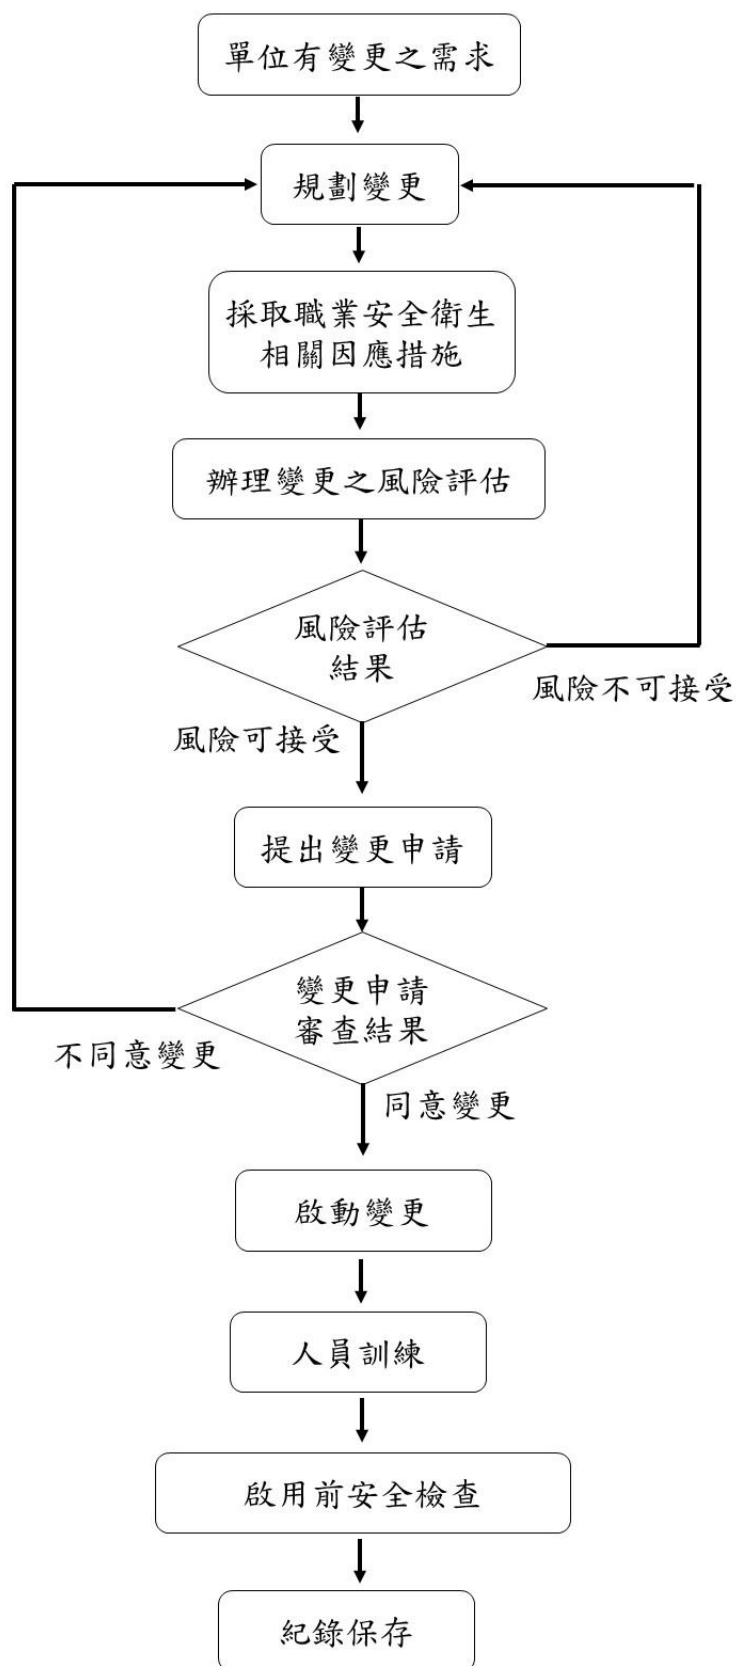 單位有變更之需求
規劃變更
採取職業安全衛生
相關因應措施
辦理變更之風險評估
風險評估
結果
風險不可接受
風險可接受
提出變更申請
變更申請
審查結果
不同意變更
同意變更
啟動變更
人員訓練
啟用前安全檢查
紀錄保存